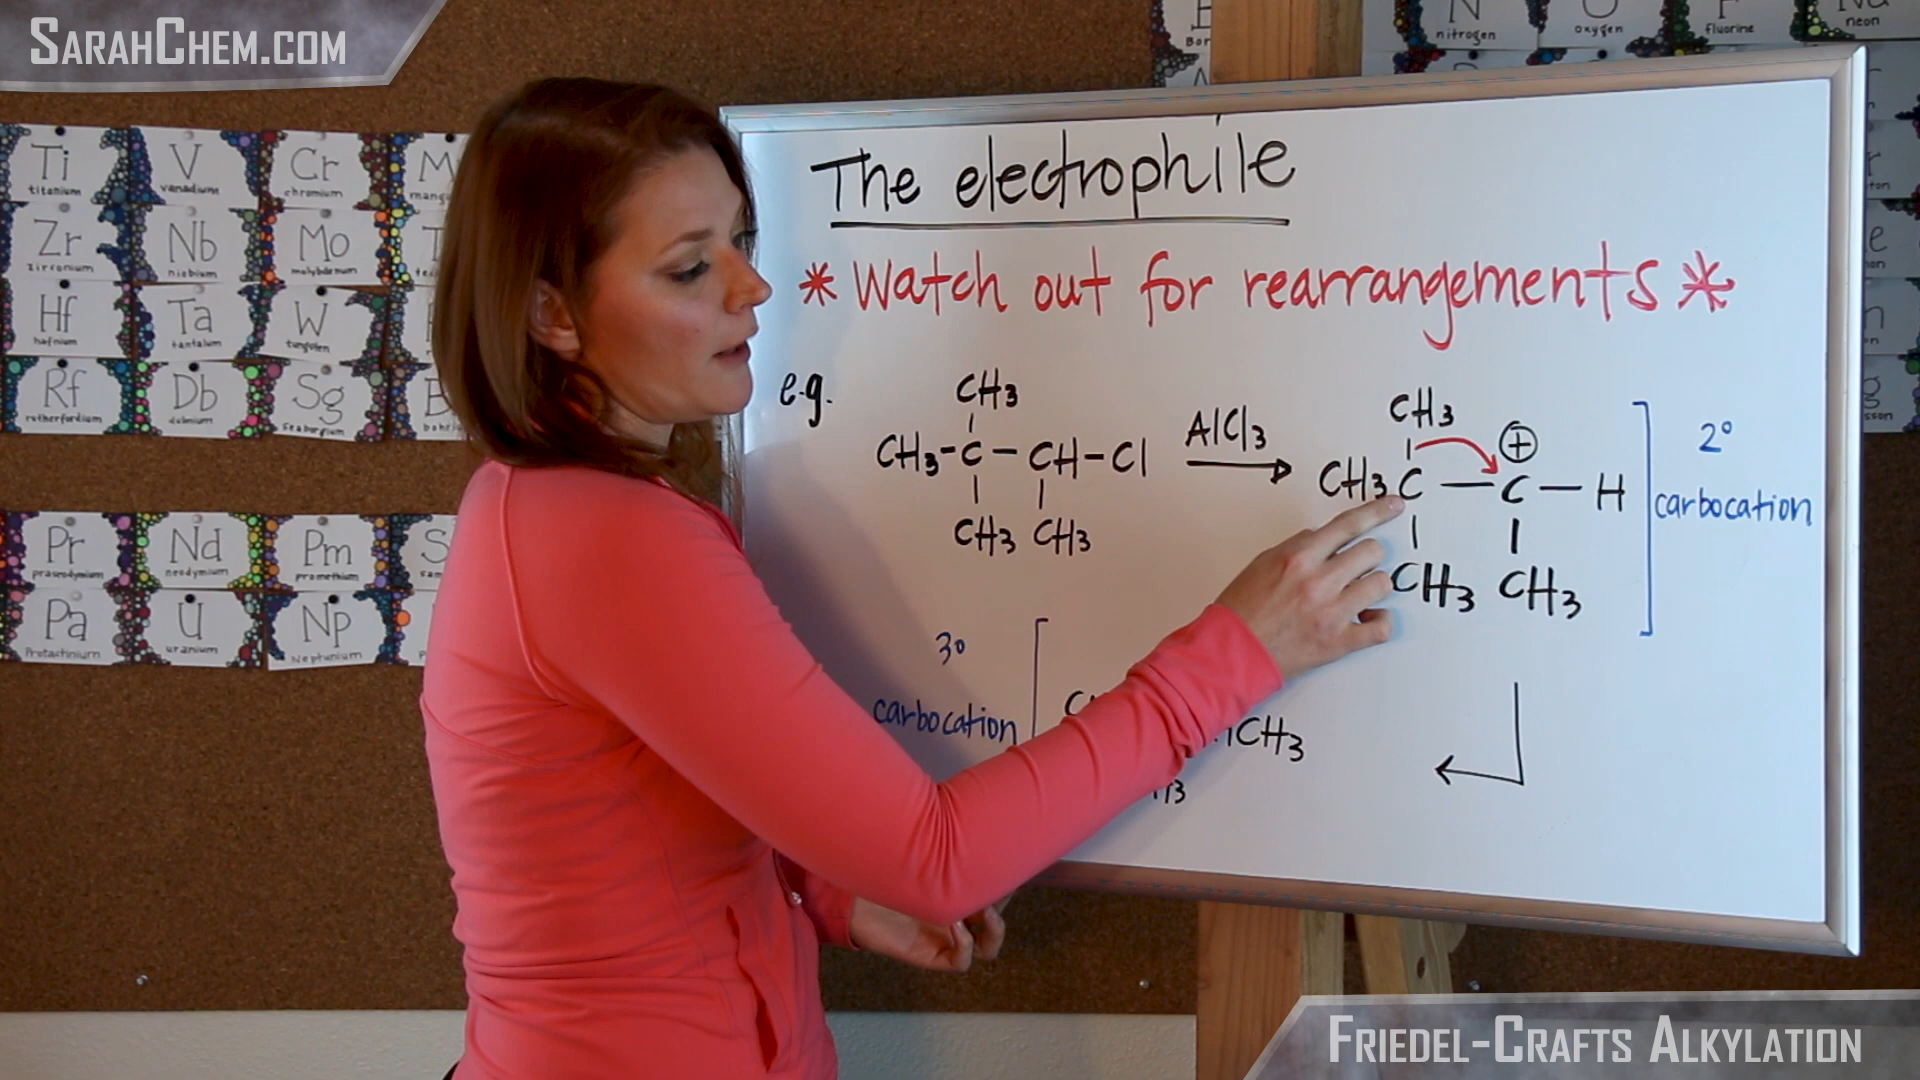 SARAHCHEM.COM
The electrophile
* Watch out for rearrangements *
e.g.
CH3
CH3-C-CH-Cl
CH3 CH3
AlCl3
CH3
CH3C — C — H
CH3 CH3
+
2°
carbocation
3°
carbocation
CH3
FRIEDEL-CRAFTS ALKYLATION
nitrogen
oxygen
fluorine
neon
Ti
titanium
V
vanadium
Cr
chromium
Zr
zirconium
Nb
niobium
Mo
molybdenum
Hf
hafnium
Ta
tantalum
W
tungsten
Rf
rutherfordium
Db
dubnium
Sg
seaborgium
Pr
praseodymium
Nd
neodymium
Pm
promethium
Pa
Protactinium
U
uranium
Np
Neptunium